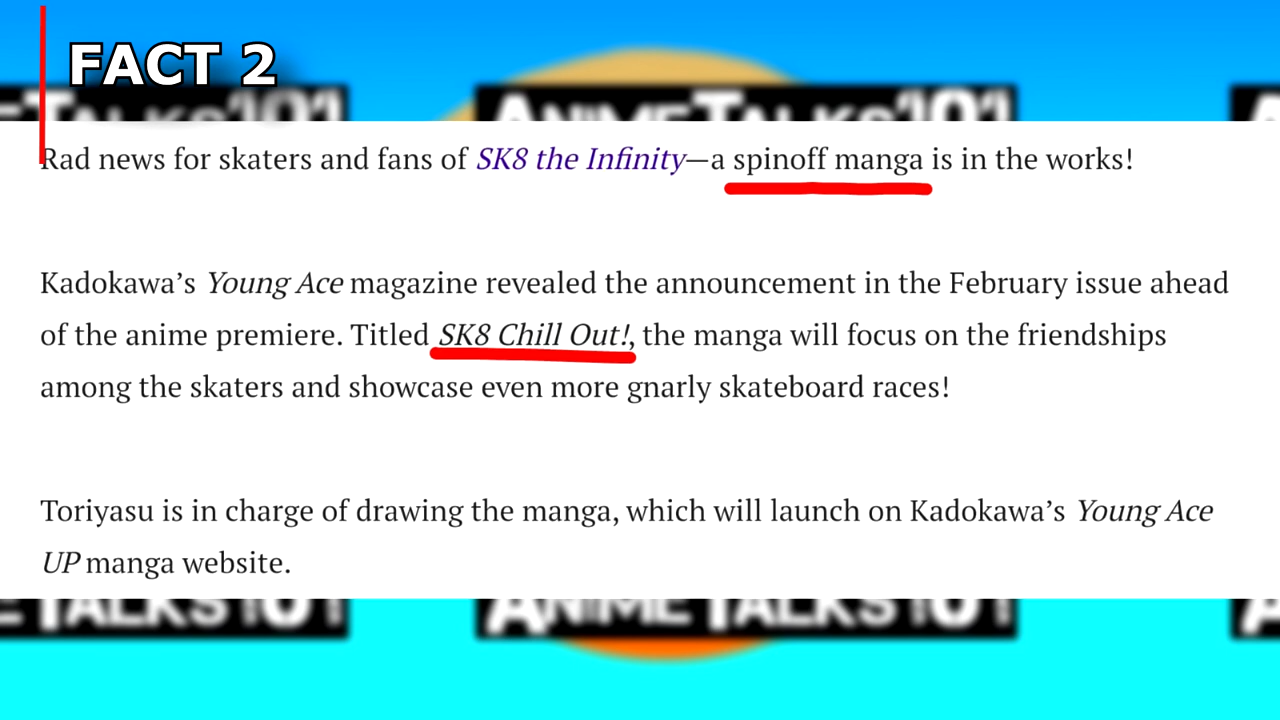 FACT 2
ANIMETALKS101
Rad news for skaters and fans of SK8 the Infinity—a spinoff manga is in the works!
Kadokawa’s Young Ace magazine revealed the announcement in the February issue ahead
of the anime premiere. Titled SK8 Chill Out!, the manga will focus on the friendships
among the skaters and showcase even more gnarly skateboard races!
Toriyasu is in charge of drawing the manga, which will launch on Kadokawa’s Young Ace
UP manga website.
ANIMETALKS101